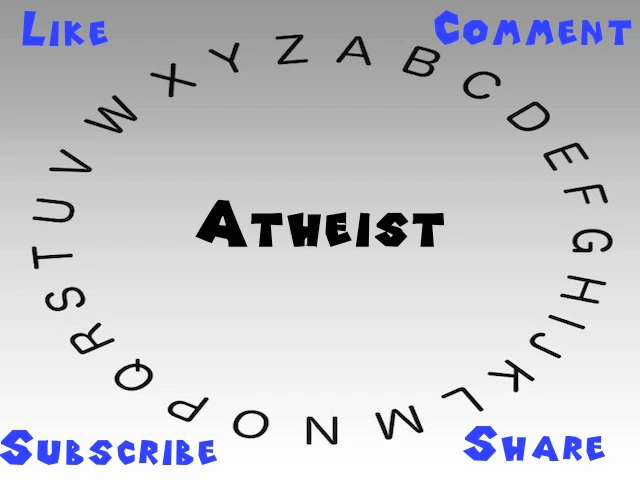 Like
Comment
A B C D E F G H I J K L M N O P Q R S T U V W X Y Z
Atheist
Subscribe
Share